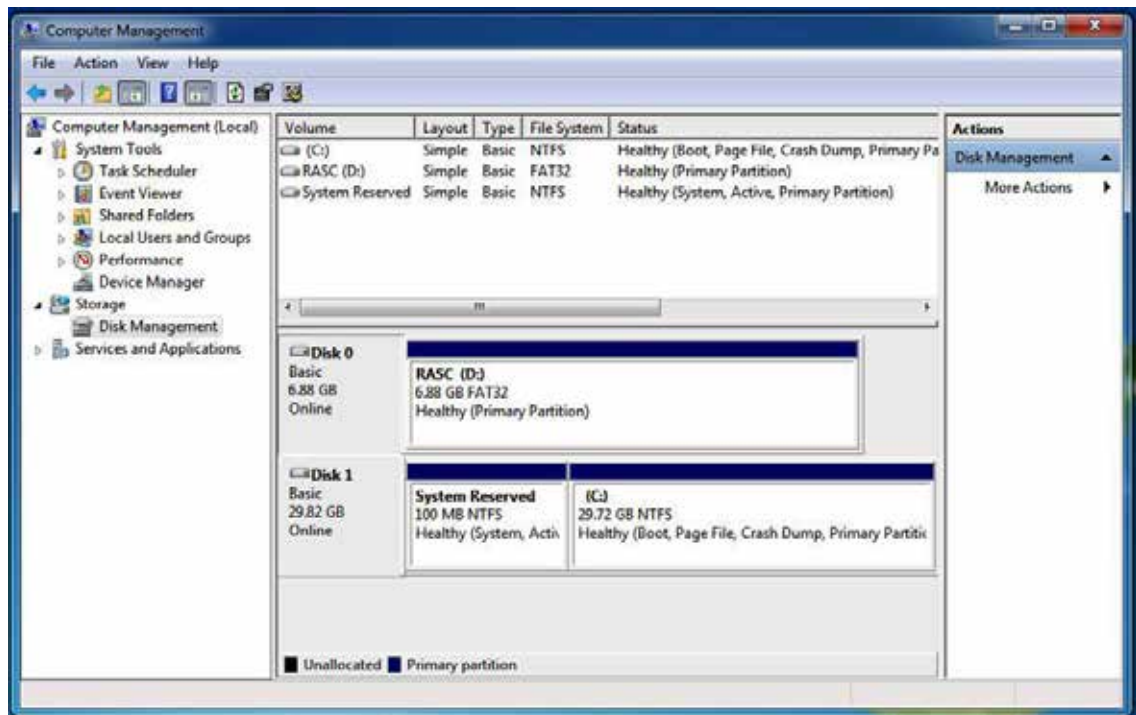 Computer Management
File Action View Help
Computer Management (Local)
System Tools
Task Scheduler
Event Viewer
Shared Folders
Local Users and Groups
Performance
Device Manager
Storage
Disk Management
Services and Applications
Volume Layout Type File System Status
(C:) Simple Basic NTFS Healthy (Boot, Page File, Crash Dump, Primary Pa
RASC (D:) Simple Basic FAT32 Healthy (Primary Partition)
System Reserved Simple Basic NTFS Healthy (System, Active, Primary Partition)
Disk 0
Basic
6.88 GB
Online
RASC (D:)
6.88 GB FAT32
Healthy (Primary Partition)
Disk 1
Basic
29.82 GB
Online
System Reserved
100 MB NTFS
Healthy (System, Activ
(C:)
29.72 GB NTFS
Healthy (Boot, Page File, Crash Dump, Primary Partitic
Unallocated Primary partition
Actions
Disk Management
More Actions